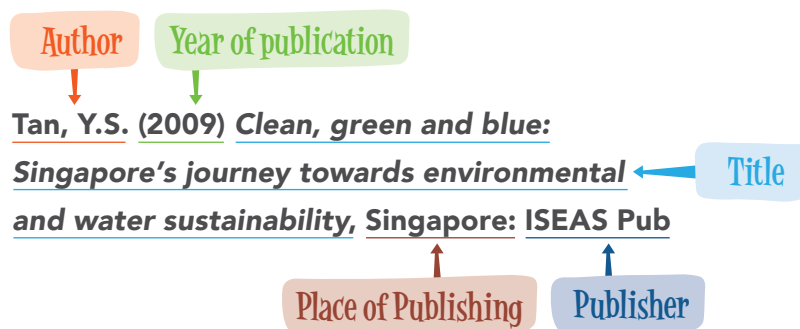 Author Year of publication
Tan, Y.S. (2009) Clean, green and blue:
Singapore's journey towards environmental
Title
and water sustainability, Singapore: ISEAS Pub
Place of Publishing Publisher